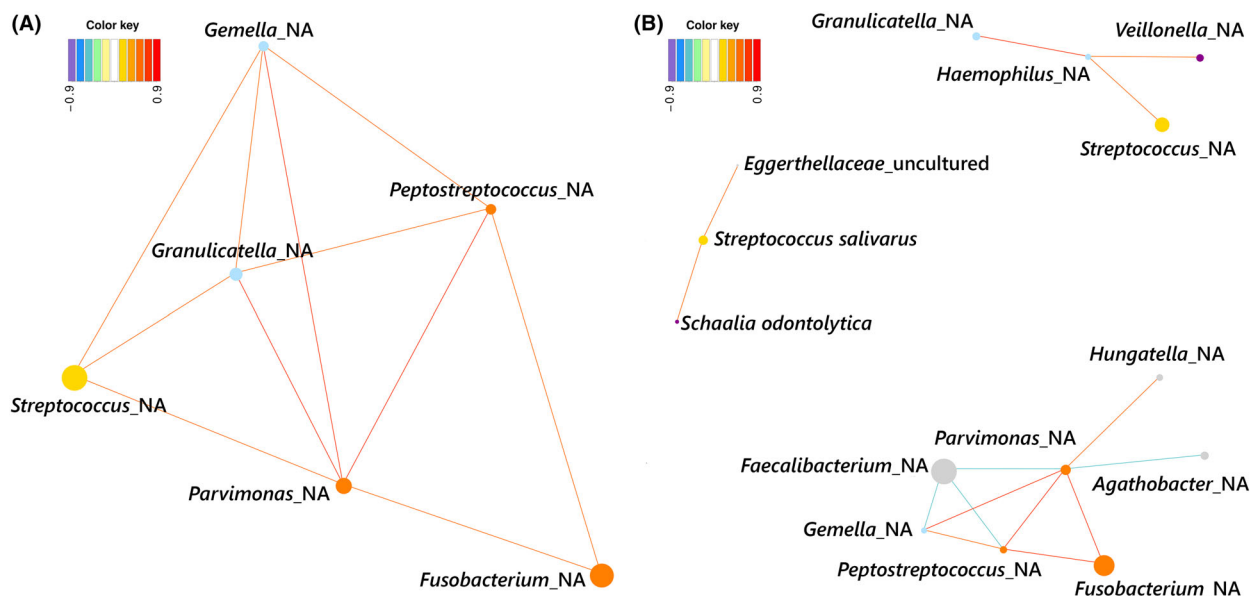 (A)
Color key
−0.9
0.9
Gemella_NA
Peptostreptococcus_NA
Granulicatella_NA
Streptococcus_NA
Parvimonas_NA
Fusobacterium_NA
(B)
Color key
−0.9
0.9
Granulicatella_NA
Veillonella_NA
Haemophilus_NA
Streptococcus_NA
Eggerthellaceae_uncultured
Streptococcus salivarus
Schaalia odontolytica
Hungatella_NA
Parvimonas_NA
Faecalibacterium_NA
Agathobacter_NA
Gemella_NA
Peptostreptococcus_NA
Fusobacterium NA